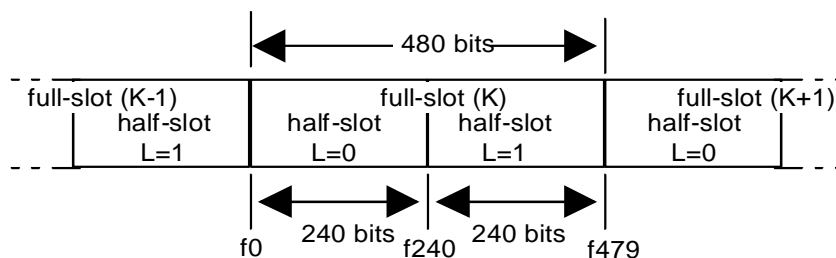 480 bits
full-slot (K-1) full-slot (K) full-slot (K+1)
half-slot half-slot half-slot half-slot
L=1 L=0 L=1 L=0
240 bits 240 bits
f0 f240 f479